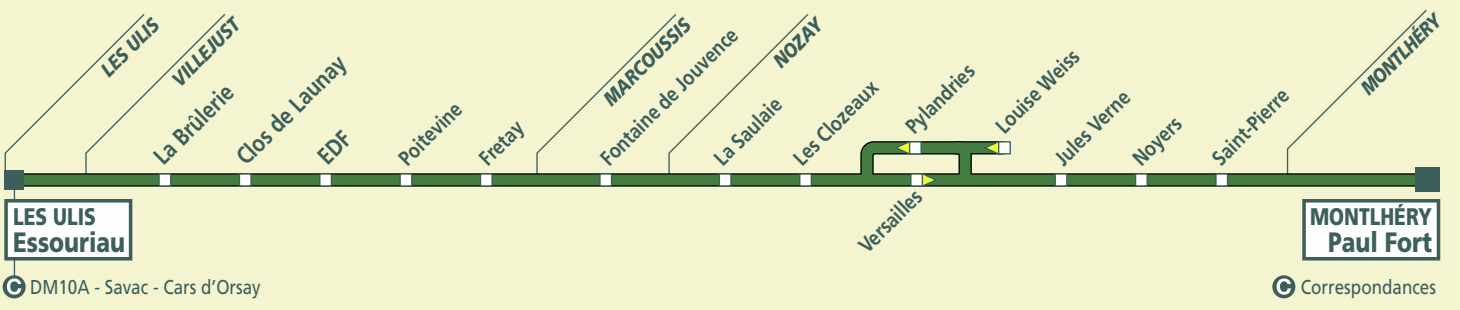 LES ULIS
VILLEJUST
La Brûlerie
Clos de Launay
EDF
Poitevine
Fretay
MARCOUSSIS
Fontaine de Jouvence
NOZAY
La Saulaie
Les Clozeaux
Pylandries
Louise Weiss
Versailles
Jules Verne
Noyers
Saint-Pierre
MONTLHÉRY
LES ULIS
Essouriau
MONTLHÉRY
Paul Fort
C DM10A - Savac - Cars d'Orsay
C Correspondances